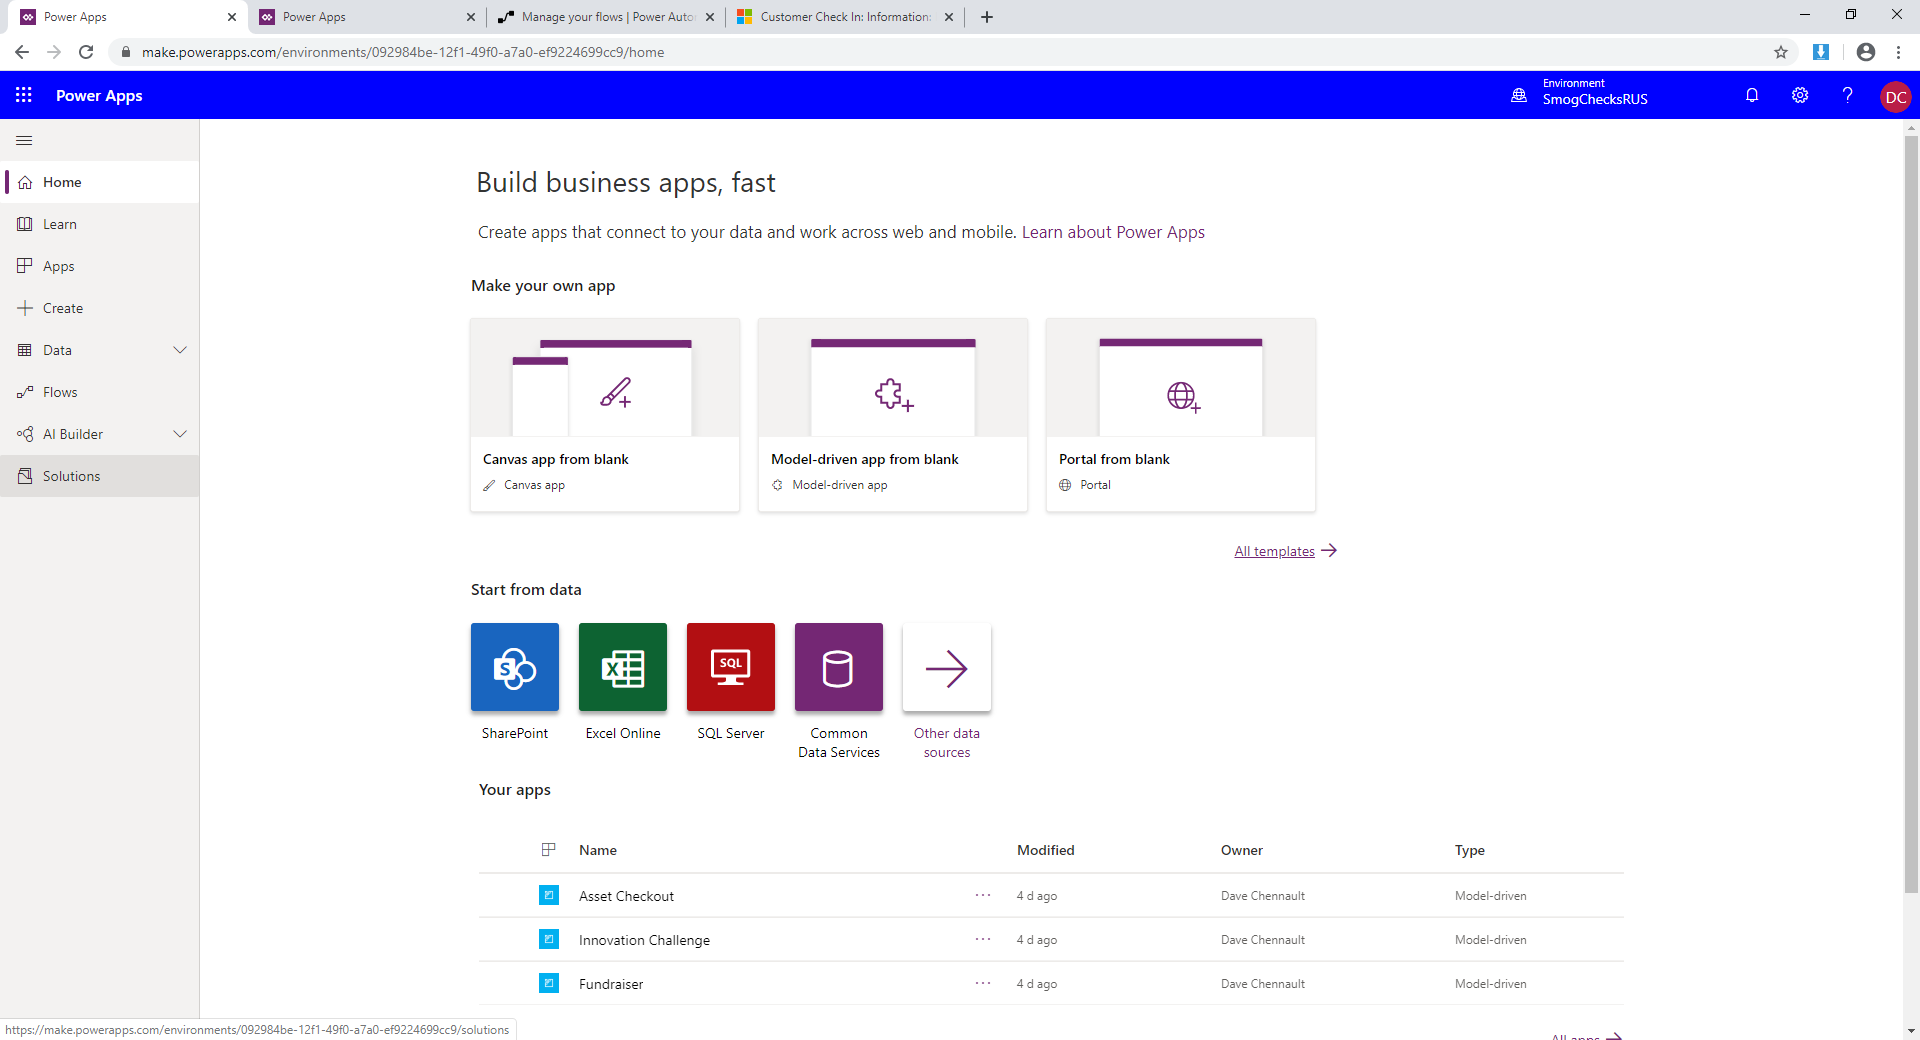 Power Apps
Power Apps
Manage your flows | Power Auto
Customer Check In: Information:
make.powerapps.com/environments/092984be-12f1-49f0-a7a0-ef9224699cc9/home
Power Apps
Environment
SmogChecksRUS
?
DC
Home
Learn
Apps
Create
Data
Flows
AI Builder
Solutions
Build business apps, fast
Create apps that connect to your data and work across web and mobile. Learn about Power Apps
Make your own app
Canvas app from blank
Canvas app
Model-driven app from blank
Model-driven app
Portal from blank
Portal
All templates
Start from data
S
X
SQL
SharePoint
Excel Online
SQL Server
Common
Data Services
Other data
sources
Your apps
Name Modified Owner Type
Asset Checkout ... 4 d ago Dave Chennault Model-driven
Innovation Challenge ... 4 d ago Dave Chennault Model-driven
Fundraiser ... 4 d ago Dave Chennault Model-driven
All apps
https://make.powerapps.com/environments/092984be-12f1-49f0-a7a0-ef9224699cc9/solutions